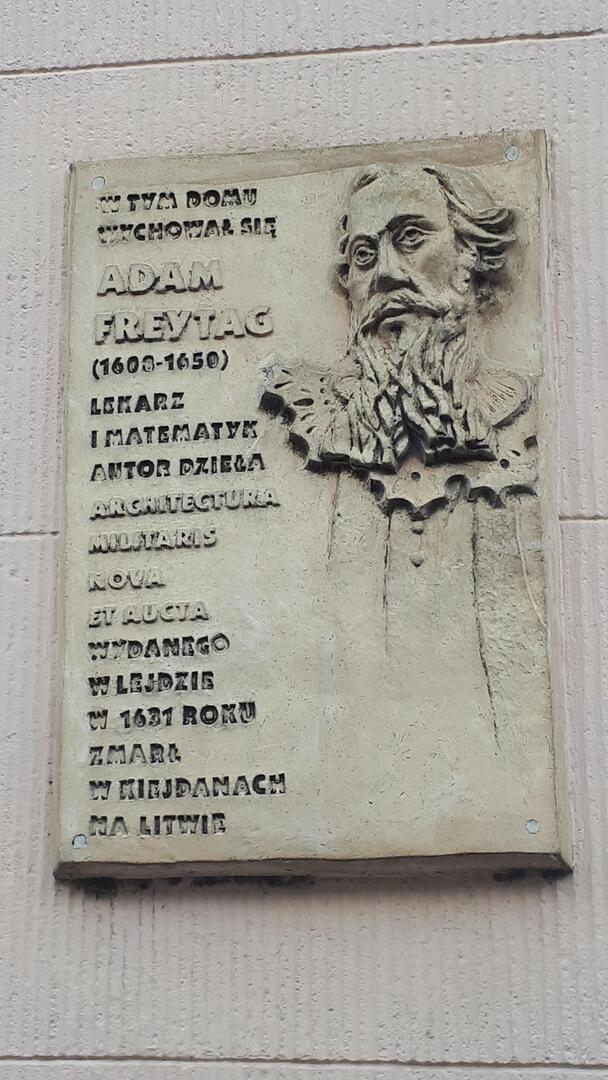 W TYM DOMU
WYCHOWAŁ SIĘ
ADAM
FREYTAG
(1608-1650)
LEKARZ
I MATEMATYK
AUTOR DZIEŁA
ARCHITECTURA
MILITARIS
NOVA
ET AUCTA
WYDANEGO
W LEJDZIE
W 1631 ROKU
ZMARŁ
W KIEJDANACH
NA LITWIE